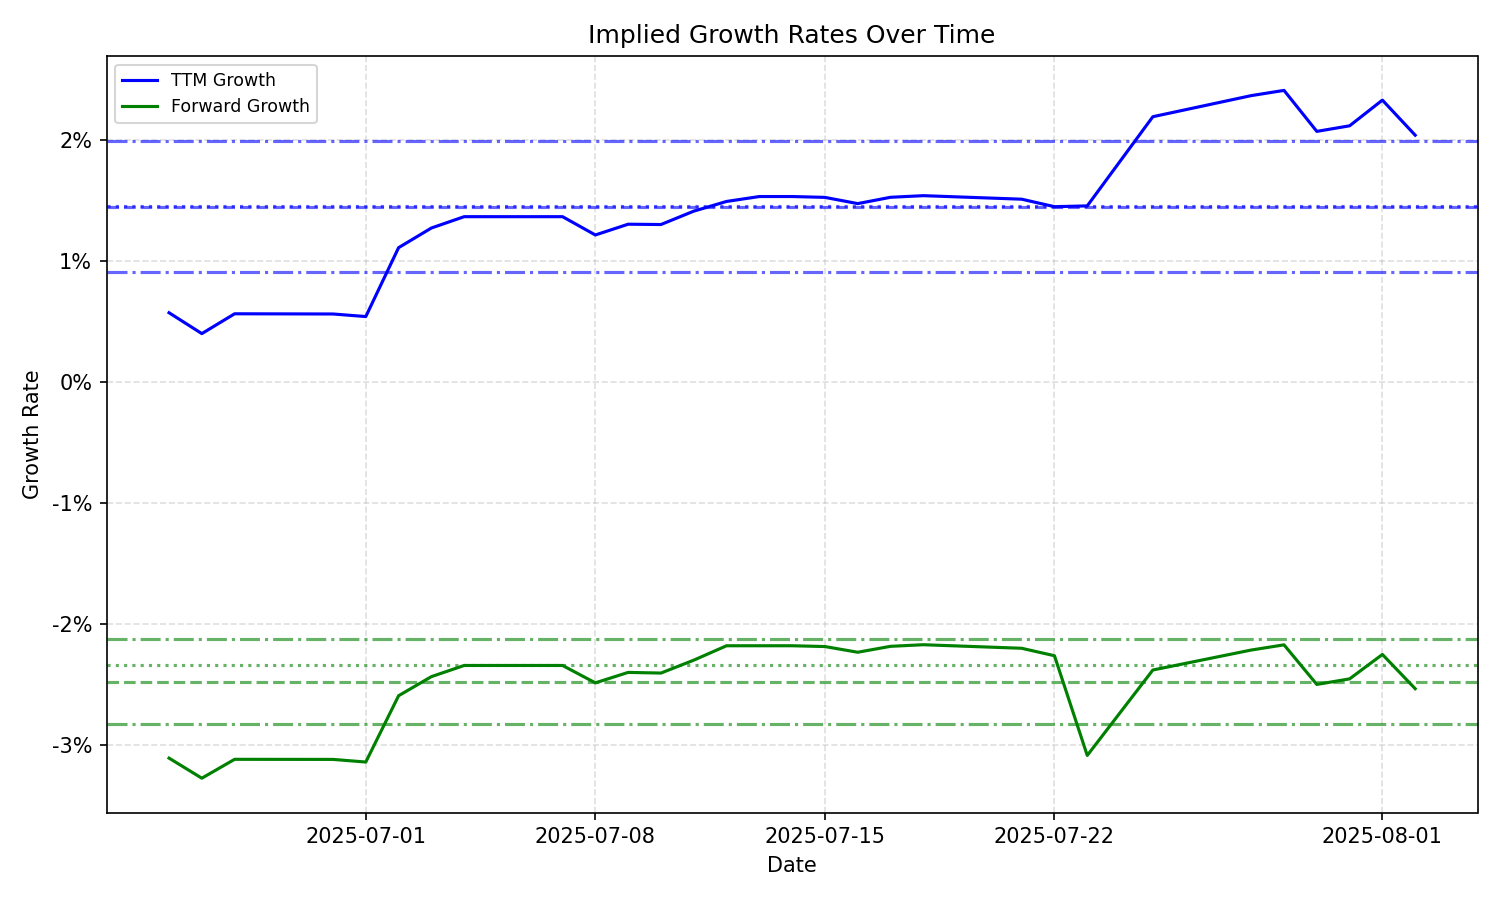 Implied Growth Rates Over Time
TTM Growth
Forward Growth
2%
1%
0%
-1%
-2%
-3%
Growth Rate
2025-07-01
2025-07-08
2025-07-15
2025-07-22
2025-08-01
Date